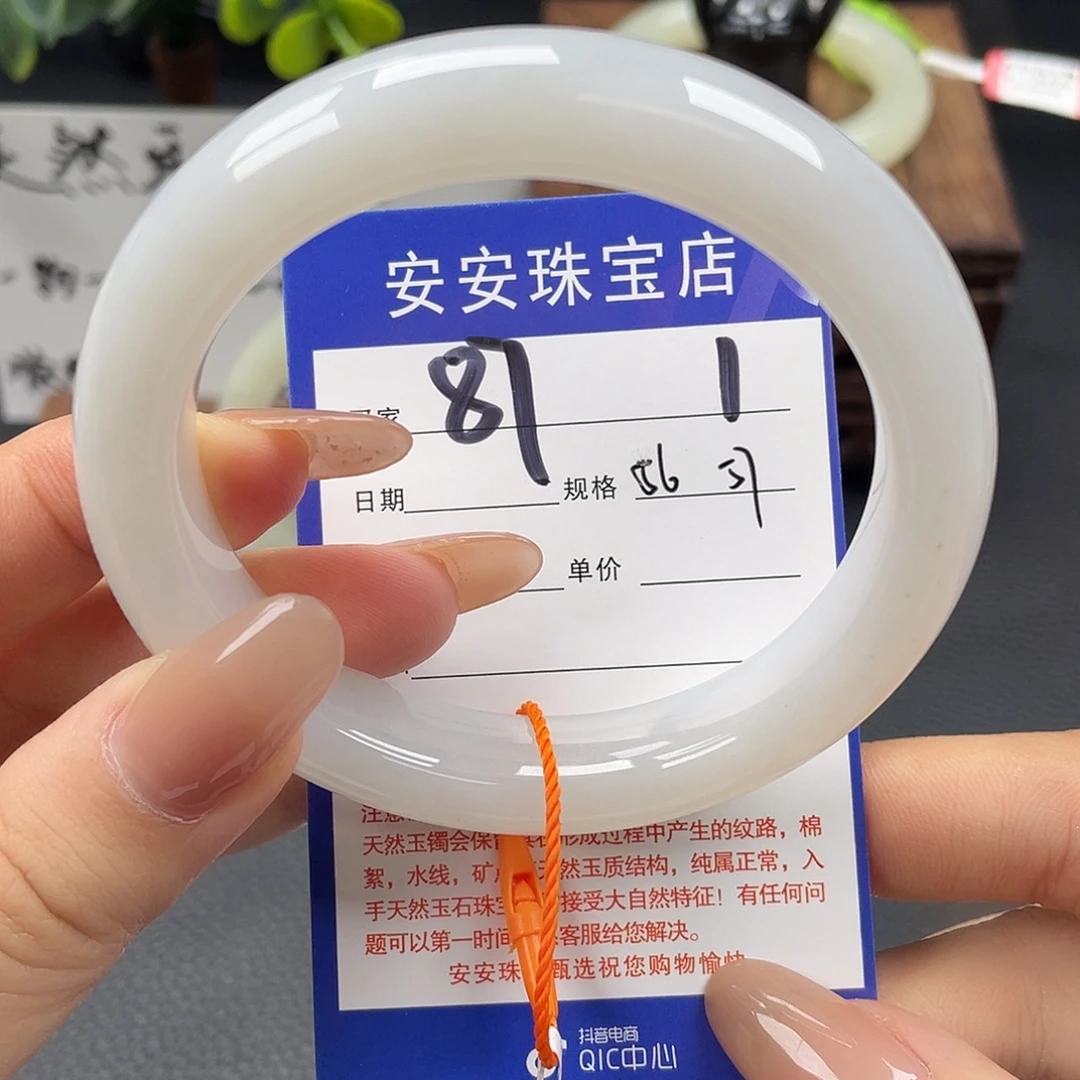 安安珠宝店
81 1
日期 规格 56
单价
天然玉镯会保 形成过程中产生的纹路，棉
絮，水线，矿 然玉质结构，纯属正常，入
手天然玉石珠 接受大自然特征！有任何问
题可以第一时间 客服给您解决。
安安珠 甄选祝您购物愉快
抖音电商
QIC中心